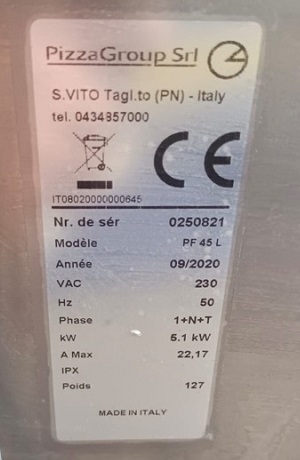 PizzaGroup Srl
S.VITO Tagl.to (PN) - Italy
tel. 0434857000
CE
IT08020000000645
Nr. de sér 0250821
Modèle PF 45 L
Année 09/2020
VAC 230
Hz 50
Phase 1+N+T
kW 5.1 kW
A Max 22,17
IPX
Poids 127
MADE IN ITALY